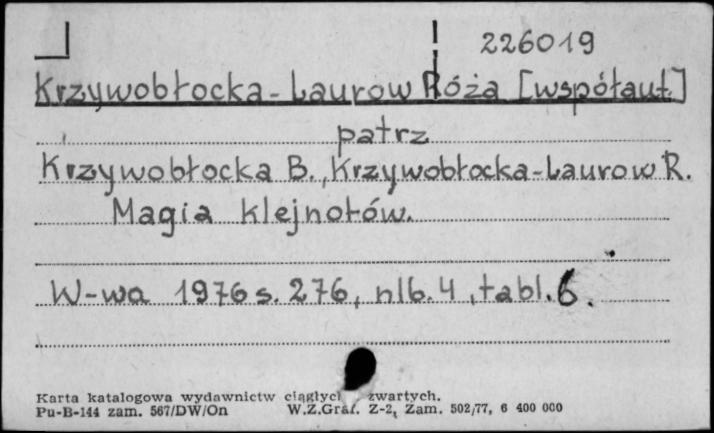 226019
Krzywobłocka-Laurow Róża [współaut.]
patrz
Krzywobłocka B., Krzywobłocka-Laurow R.
Magia klejnotów.
W-wa 1976 s. 276, nlb. 4, tabl. 6.
Karta katalogowa wydawnictw ciągłych zwartych.
Pu-B-144 zam. 567/DW/On W.Z.Graf. Z-2, Zam. 502/77, 6 400 000